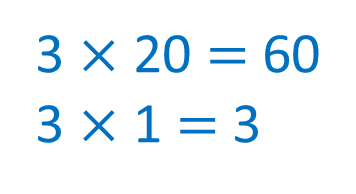 3 × 20 = 60
3 × 1 = 3